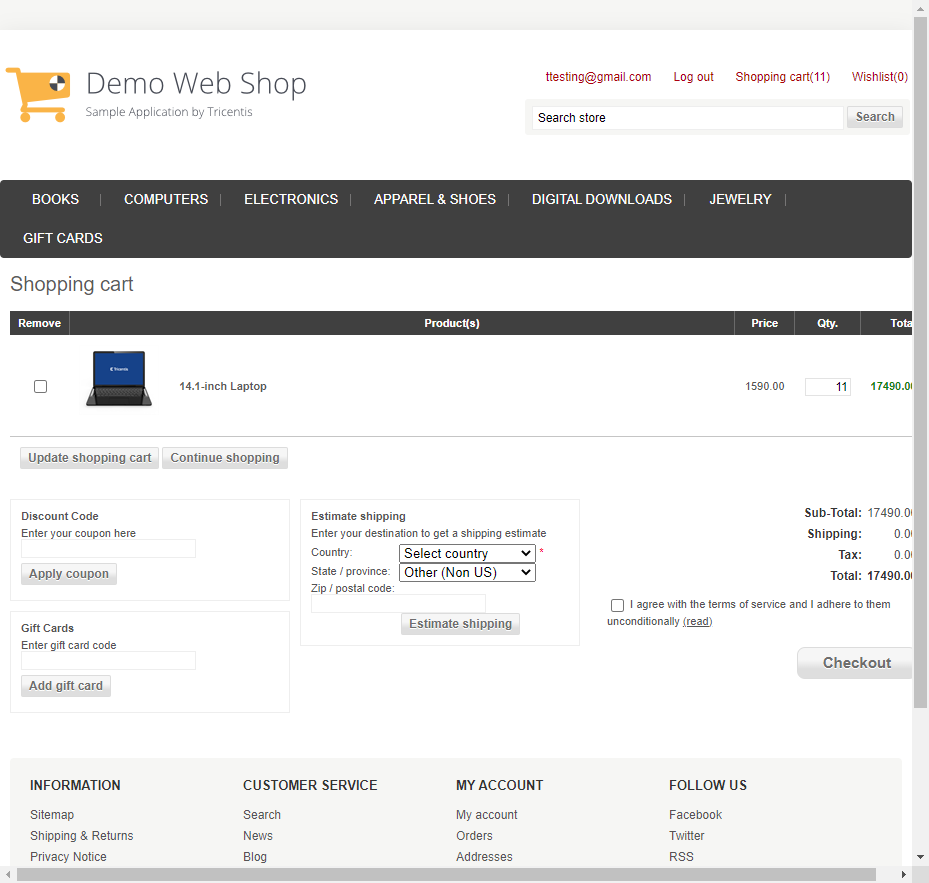 Demo Web Shop
Sample Application by Tricentis
ttesting@gmail.com Log out Shopping cart(11) Wishlist(0)
Search store Search
BOOKS COMPUTERS ELECTRONICS APPAREL & SHOES DIGITAL DOWNLOADS JEWELRY
GIFT CARDS
Shopping cart
Remove Product(s) Price Qty. Tota
Tricentis
14.1-inch Laptop 1590.00 11 17490.0
Update shopping cart Continue shopping
Discount Code
Enter your coupon here
Apply coupon
Gift Cards
Enter gift card code
Add gift card
Estimate shipping
Enter your destination to get a shipping estimate
Country: Select country *
State / province: Other (Non US)
Zip / postal code:
Estimate shipping
Sub-Total: 17490.0
Shipping: 0.0
Tax: 0.0
Total: 17490.0
I agree with the terms of service and I adhere to them
unconditionally (read)
Checkout
INFORMATION
Sitemap
Shipping & Returns
Privacy Notice
CUSTOMER SERVICE
Search
News
Blog
MY ACCOUNT
My account
Orders
Addresses
FOLLOW US
Facebook
Twitter
RSS